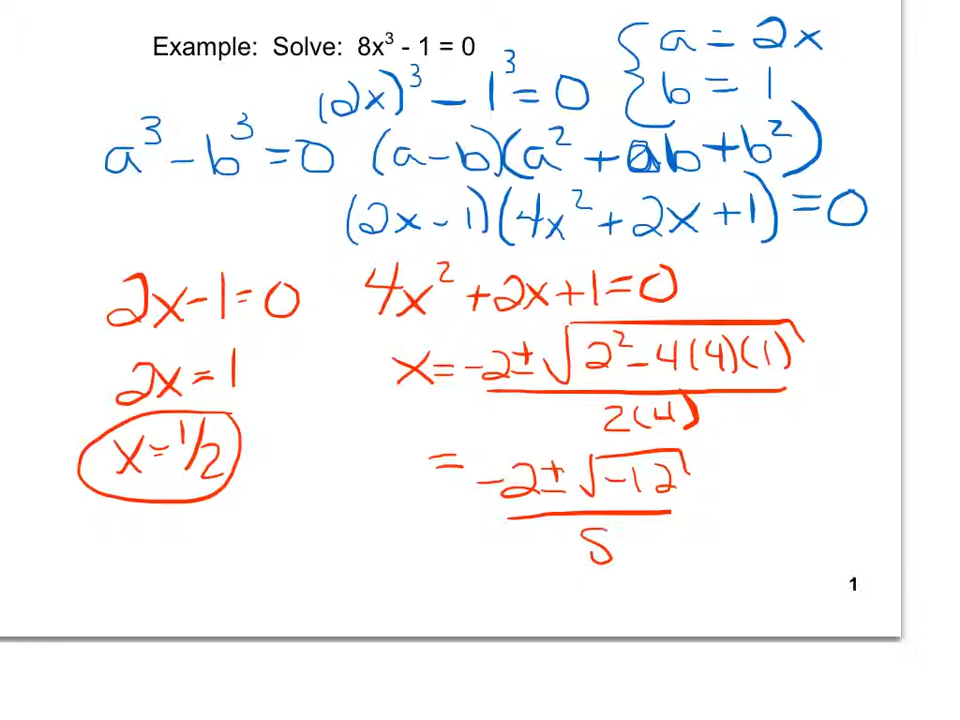 Example: Solve: 8x³ - 1 = 0
{ a = 2x
b = 1
(2x)³ - 1³ = 0
a³ - b³ = 0 (a - b)(a² + ab + b²)
(2x - 1)(4x² + 2x + 1) = 0
2x - 1 = 0
2x = 1
x = 1/2
4x² + 2x + 1 = 0
x = -2 ± √2² - 4(4)(1)
2(4)
= -2 ± √-12
8
1